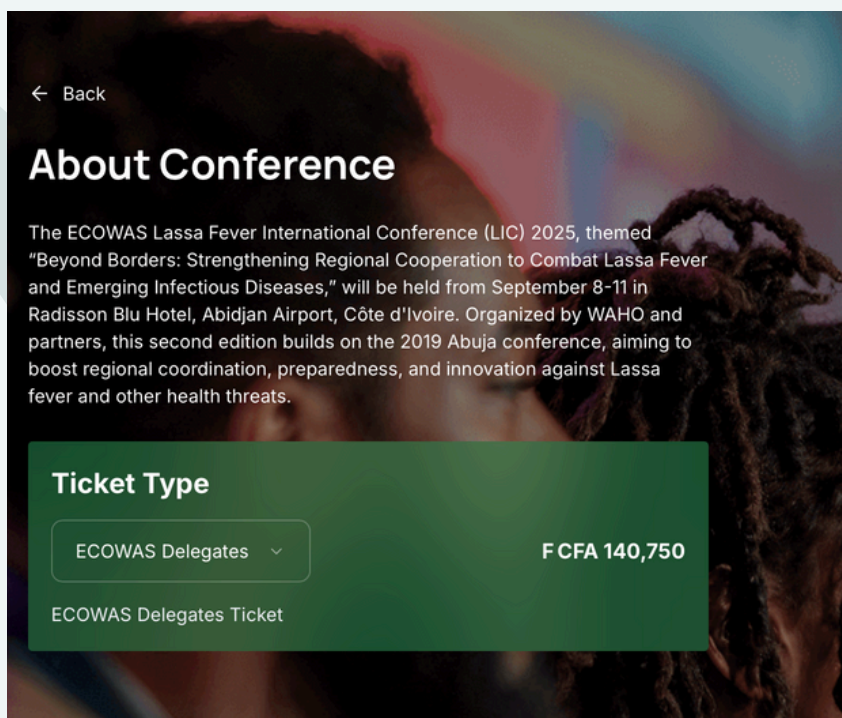 ← Back
About Conference
The ECOWAS Lassa Fever International Conference (LIC) 2025, themed
“Beyond Borders: Strengthening Regional Cooperation to Combat Lassa Fever
and Emerging Infectious Diseases,” will be held from September 8-11 in
Radisson Blu Hotel, Abidjan Airport, Côte d'Ivoire. Organized by WAHO and
partners, this second edition builds on the 2019 Abuja conference, aiming to
boost regional coordination, preparedness, and innovation against Lassa
fever and other health threats.
Ticket Type
ECOWAS Delegates
F CFA 140,750
ECOWAS Delegates Ticket